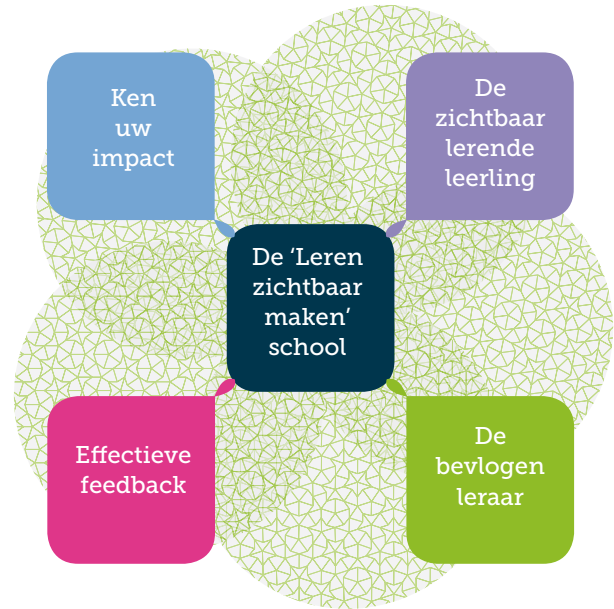 Ken
uw
impact
De
zichtbaar
lerende
leerling
De ‘Leren
zichtbaar
maken’
school
Effectieve
feedback
De
bevlogen
leraar